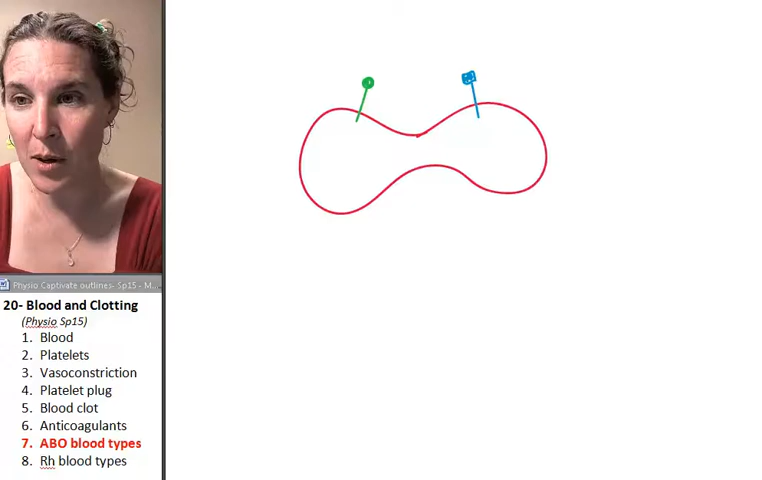 Physio Captivate outlines- Sp15 - M...
20- Blood and Clotting
(Physio Sp15)
1. Blood
2. Platelets
3. Vasoconstriction
4. Platelet plug
5. Blood clot
6. Anticoagulants
7. ABO blood types
8. Rh blood types